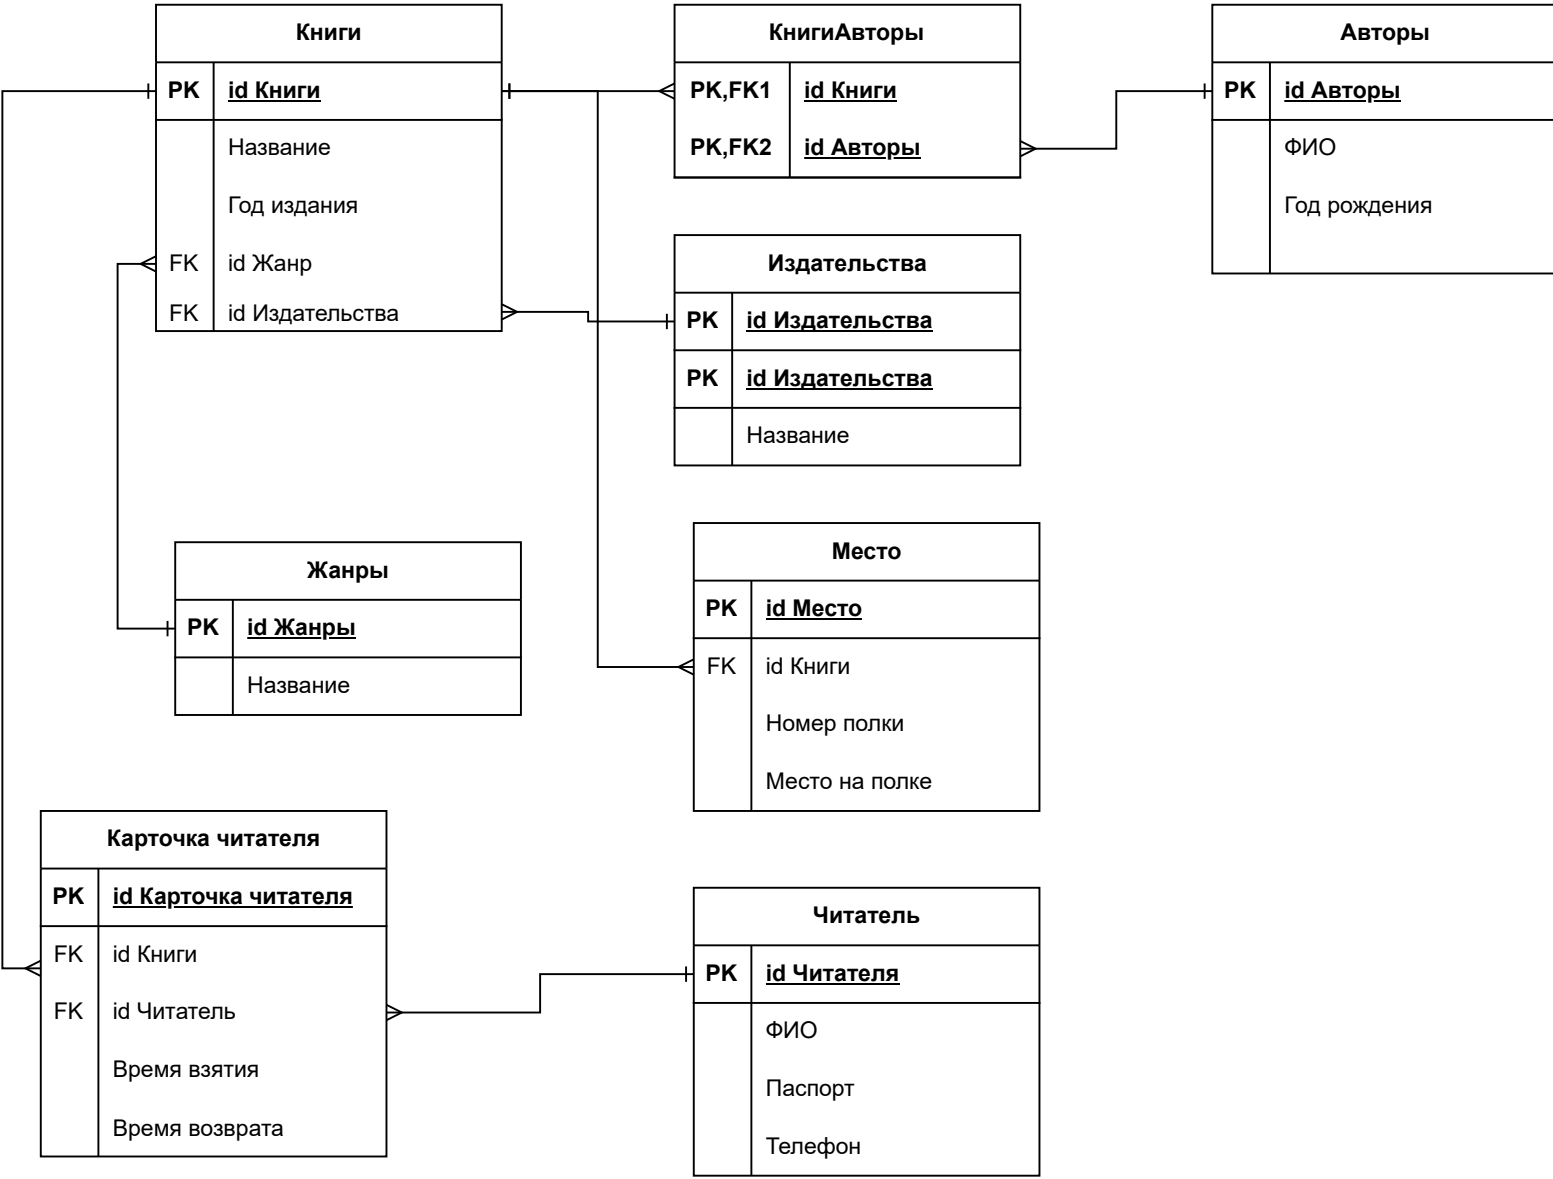 Книги
PK id Книги
Название
Год издания
FK id Жанр
FK id Издательства
КнигиАвторы
PK,FK1 id Книги
PK,FK2 id Авторы
Авторы
PK id Авторы
ФИО
Год рождения
Издательства
PK id Издательства
PK id Издательства
Название
Жанры
PK id Жанры
Название
Место
PK id Место
FK id Книги
Номер полки
Место на полке
Карточка читателя
PK id Карточка читателя
FK id Книги
FK id Читатель
Время взятия
Время возврата
Читатель
PK id Читателя
ФИО
Паспорт
Телефон